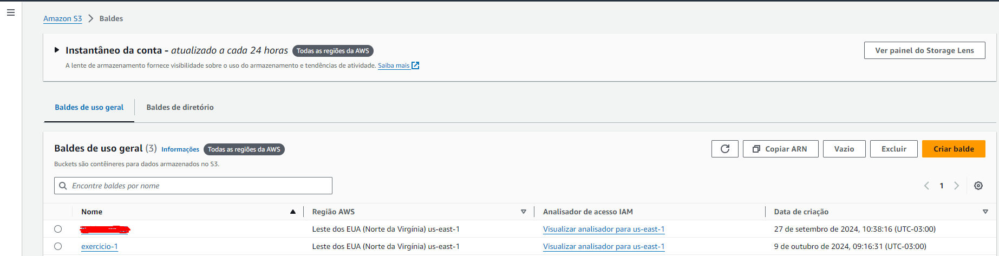 Amazon S3 > Baldes
Instantâneo da conta - atualizado a cada 24 horas Todas as regiões da AWS
Ver painel do Storage Lens
A lente de armazenamento fornece visibilidade sobre o uso do armazenamento e tendências de atividade. Saiba mais
Baldes de uso geral Baldes de diretório
Baldes de uso geral (3) Informações Todas as regiões da AWS
Copiar ARN Vazio Excluir Criar balde
Buckets são contêineres para dados armazenados no S3.
Encontre baldes por nome
1
Nome Região AWS Analisador de acesso IAM Data de criação
Leste dos EUA (Norte da Virgínia) us-east-1 Visualizar analisador para us-east-1 27 de setembro de 2024, 10:38:16 (UTC-03:00)
exercicio-1 Leste dos EUA (Norte da Virgínia) us-east-1 Visualizar analisador para us-east-1 9 de outubro de 2024, 09:16:31 (UTC-03:00)